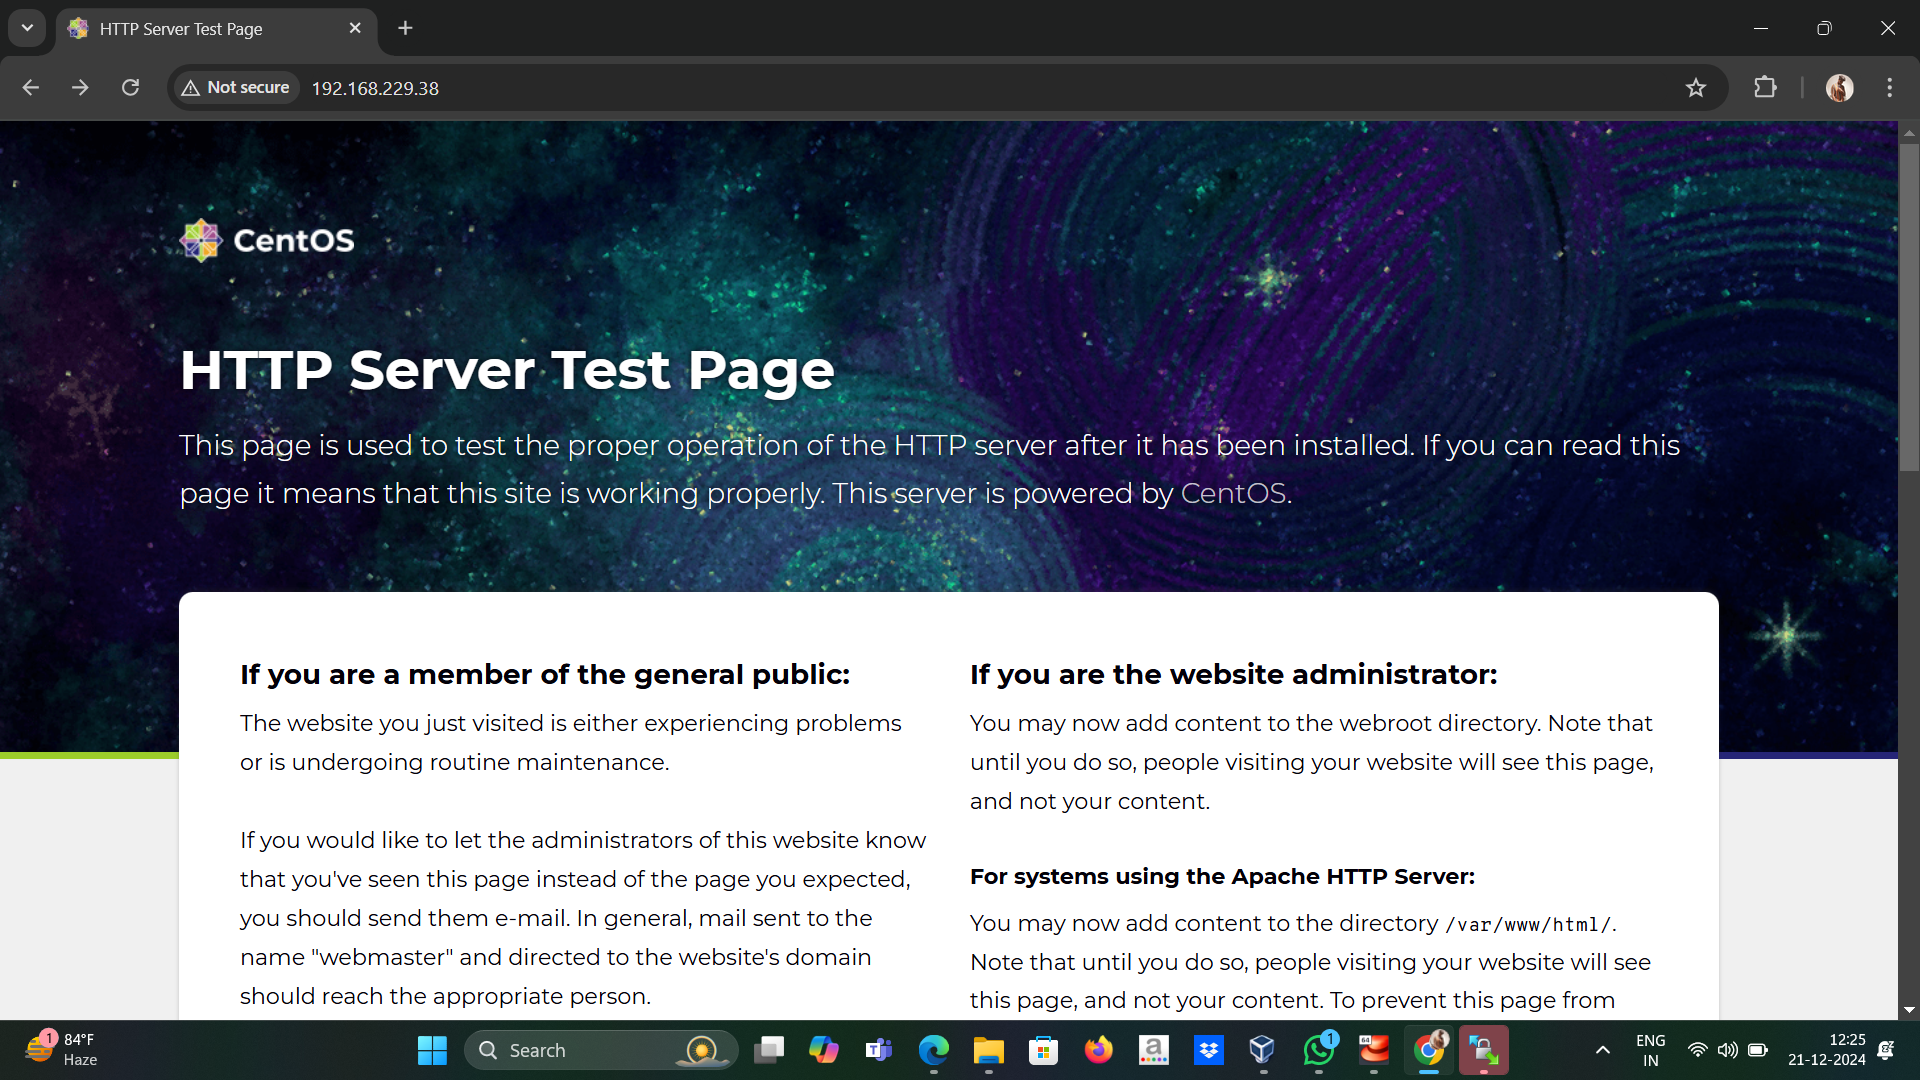 HTTP Server Test Page
Not secure
192.168.229.38
CentOS
HTTP Server Test Page
This page is used to test the proper operation of the HTTP server after it has been installed. If you can read this
page it means that this site is working properly. This server is powered by CentOS.
If you are a member of the general public:
The website you just visited is either experiencing problems
or is undergoing routine maintenance.
If you would like to let the administrators of this website know
that you've seen this page instead of the page you expected,
you should send them e-mail. In general, mail sent to the
name "webmaster" and directed to the website's domain
should reach the appropriate person.
If you are the website administrator:
You may now add content to the webroot directory. Note that
until you do so, people visiting your website will see this page,
and not your content.
For systems using the Apache HTTP Server:
You may now add content to the directory /var/www/html/.
Note that until you do so, people visiting your website will see
this page, and not your content. To prevent this page from
1
84°F
Haze
Search
T
a
1
64
ENG
IN
12:25
21-12-2024